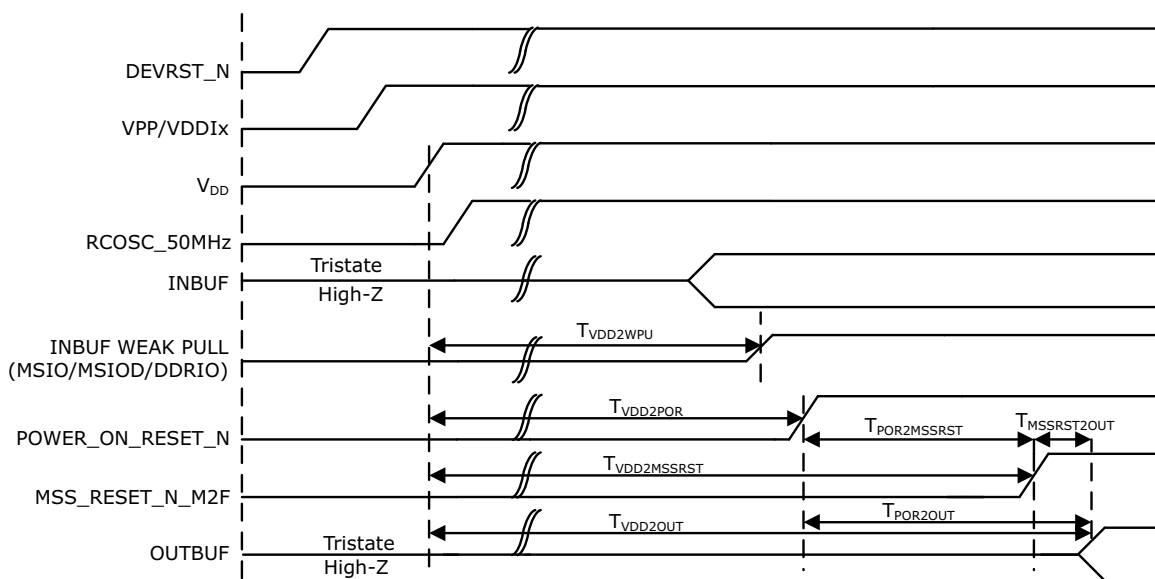 DEVRST_N
VPP/VDDIx
VDD
RCOSC_50MHz
Tristate
INBUF
High-Z
TVDD2WPU
INBUF WEAK PULL
(MSIO/MSIOD/DDRIO)
TVDD2POR
POWER_ON_RESET_N
TPOR2MSSRST
TMSSRST2OUT
TVDD2MSSRST
MSS_RESET_N_M2F
TVDD2OUT
TPOR2OUT
Tristate
OUTBUF
High-Z